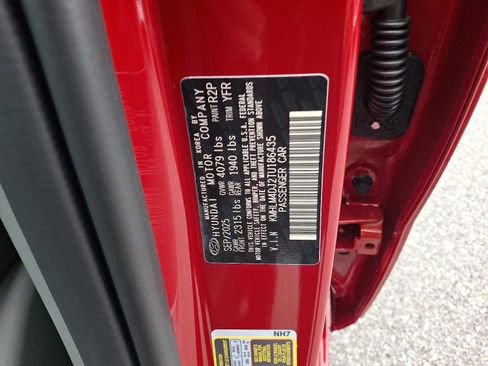 MANUFACTURED IN KOREA BY
HYUNDAI MOTOR COMPANY
SEP/2025 GVWR 4079 lbs PAINT R2P
GAWR FRONT 2315 lbs GAWR REAR 1940 lbs TRIM YFR
THIS VEHICLE CONFORMS TO ALL APPLICABLE U.S.A. FEDERAL
MOTOR VEHICLE SAFETY, BUMPER, AND THEFT PREVENTION STANDARDS
IN EFFECT ON THE DATE OF MANUFACTURE SHOWN ABOVE
V.I.N KMHLM4DJ2TU186435
PASSENGER CAR
NH7